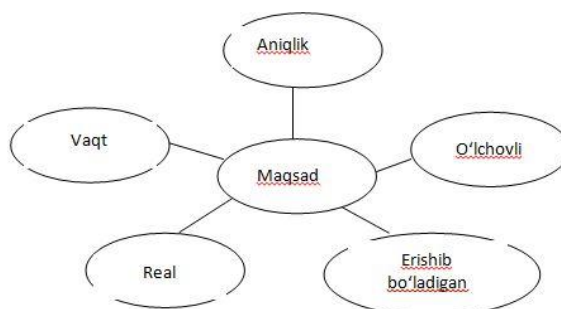 Aniqlik
Vaqt
O‘lchovli
Maqsad
Real
Erishib
bo‘ladigan